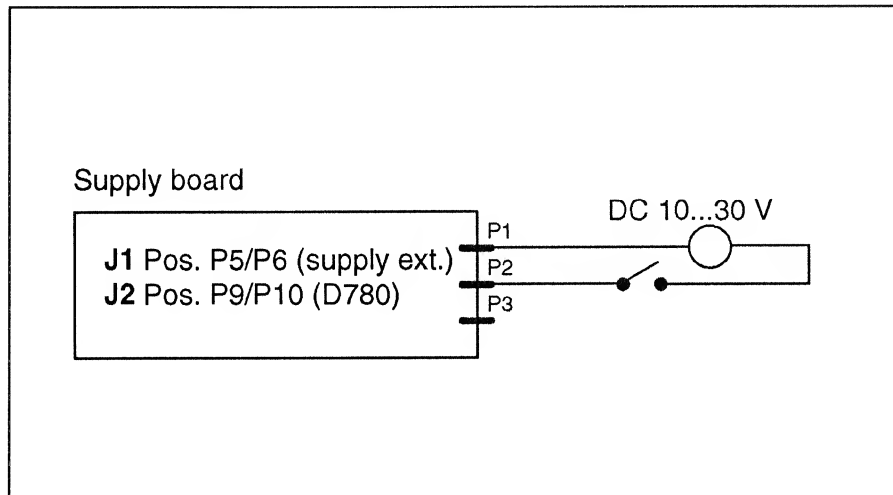 Supply board
DC 10...30 V
P1
J1 Pos. P5/P6 (supply ext.)
P2
J2 Pos. P9/P10 (D780)
P3